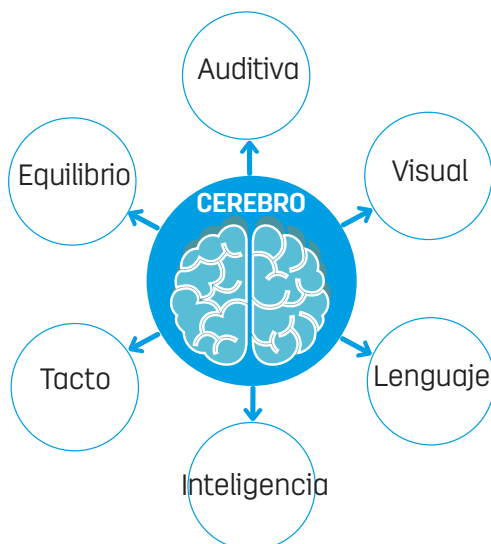 Auditiva
Equilibrio
Visual
CEREBRO
Tacto
Lenguaje
Inteligencia